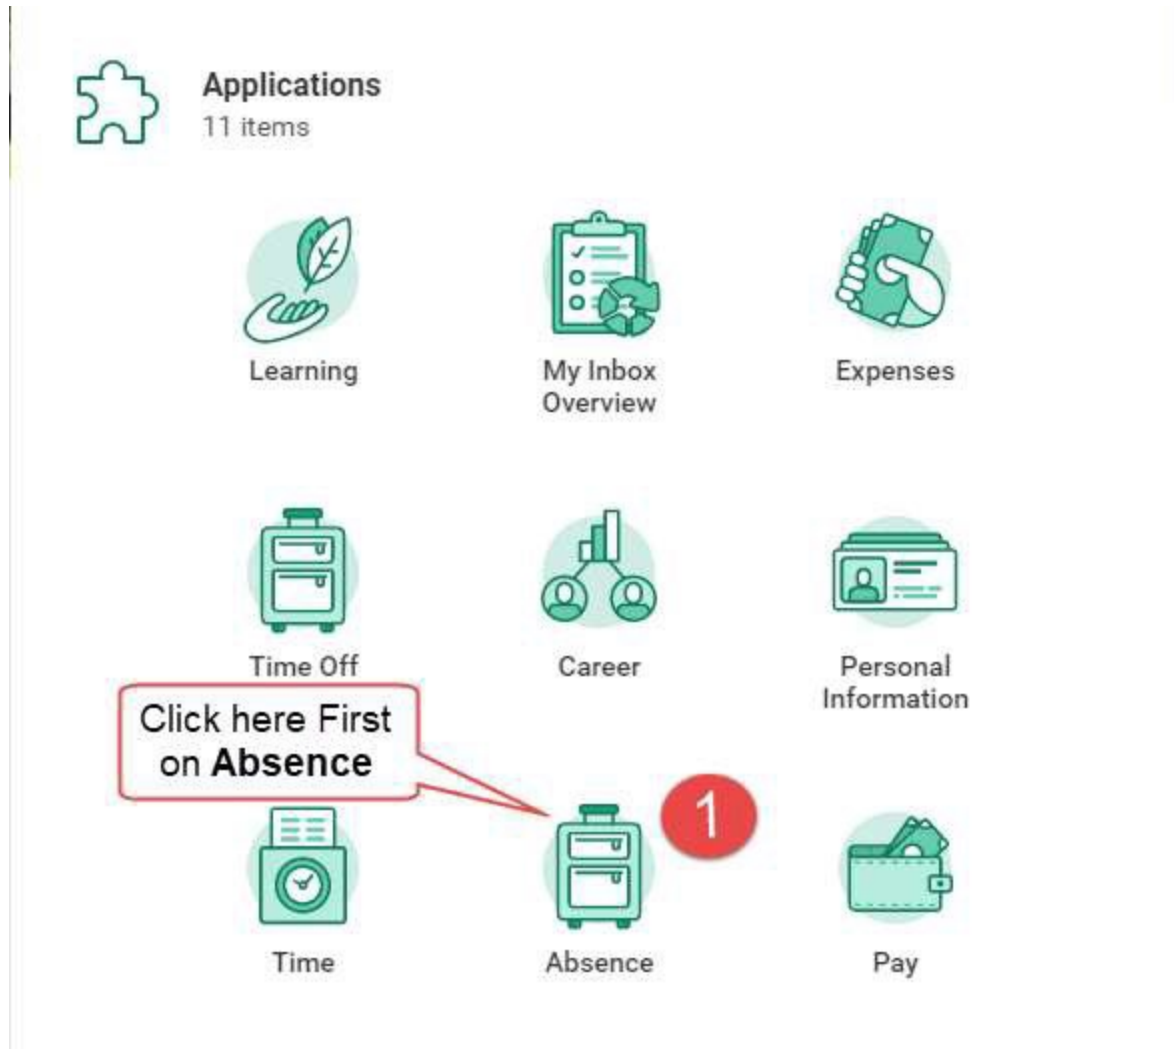 Applications
11 items
Learning
My Inbox
Overview
Expenses
Time Off
Career
Personal
Information
Click here First
on Absence
1
Time
Absence
Pay